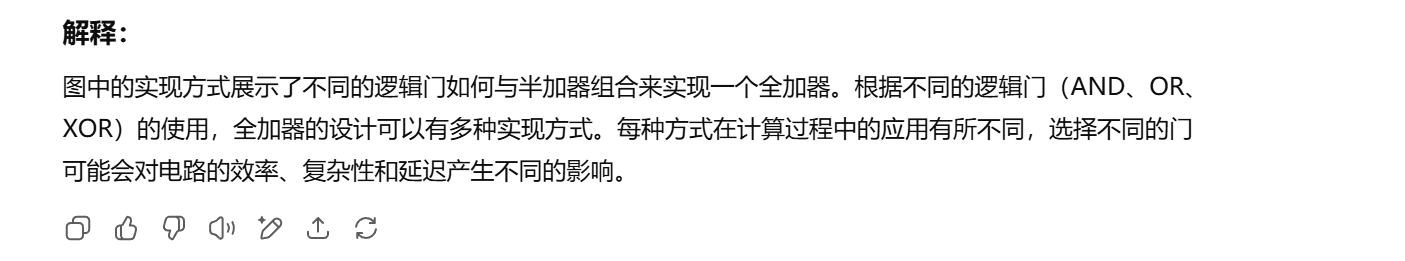 解释：
图中的实现方式展示了不同的逻辑门如何与半加器组合来实现一个全加器。根据不同的逻辑门（AND、OR、
XOR）的使用，全加器的设计可以有多种实现方式。每种方式在计算过程中的应用有所不同，选择不同的门
可能会对电路的效率、复杂性和延迟产生不同的影响。